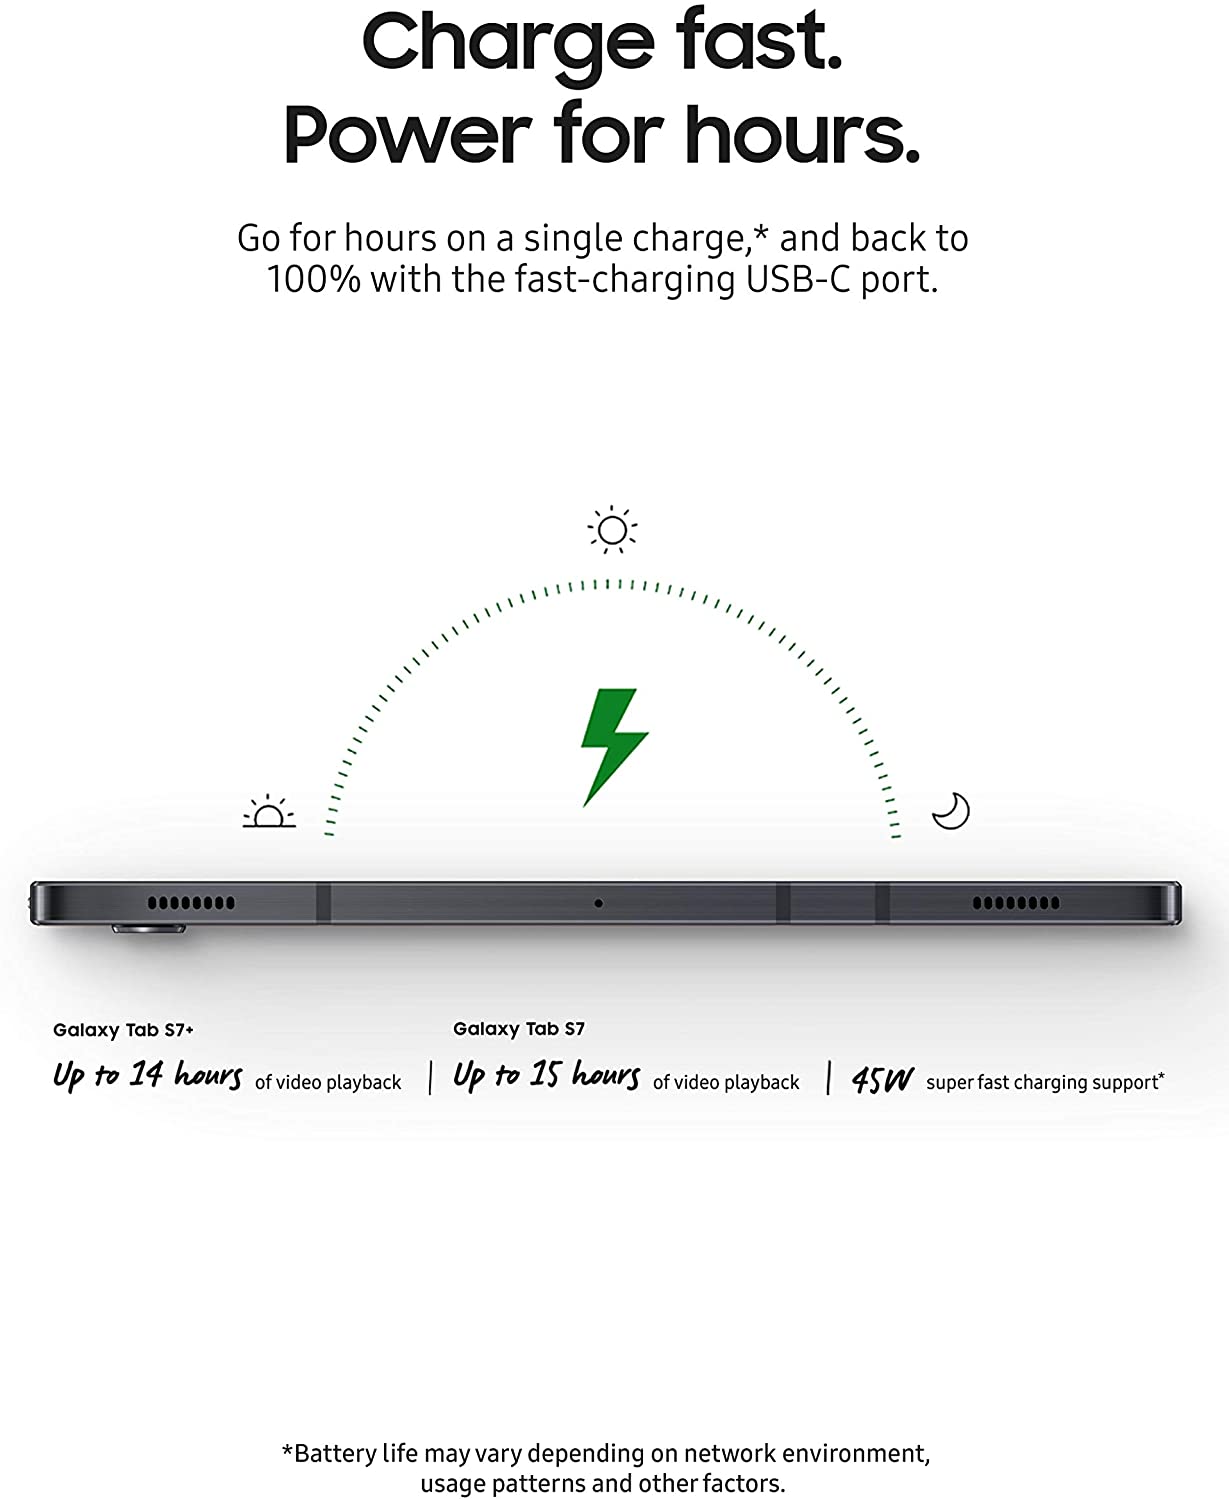 Charge fast.
Power for hours.
Go for hours on a single charge,* and back to
100% with the fast-charging USB-C port.
Galaxy Tab S7+
Up to 14 hours of video playback
Galaxy Tab S7
Up to 15 hours of video playback
45W super fast charging support*
*Battery life may vary depending on network environment,
usage patterns and other factors.